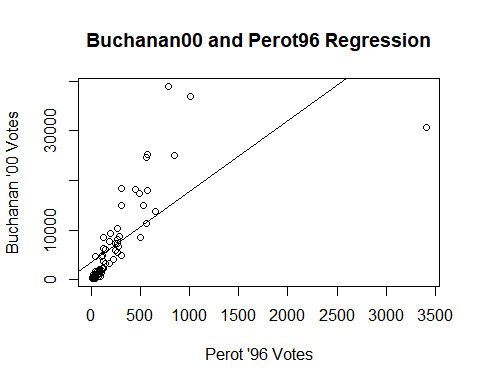 Buchanan00 and Perot96 Regression
Buchanan '00 Votes
30000
10000
0
0 500 1000 1500 2000 2500 3000 3500
Perot '96 Votes